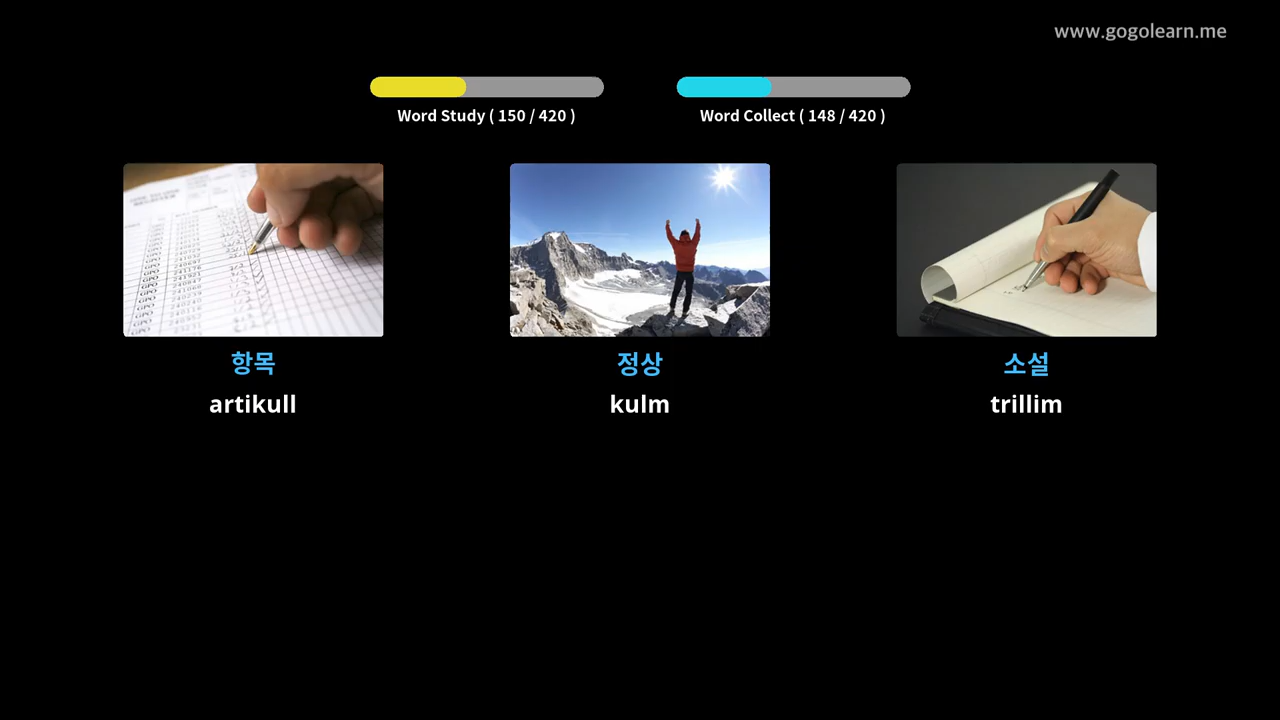 www.gogolearn.me
Word Study ( 150 / 420 )
Word Collect ( 148 / 420 )
항목
정상
소설
artikull
kulm
trillim